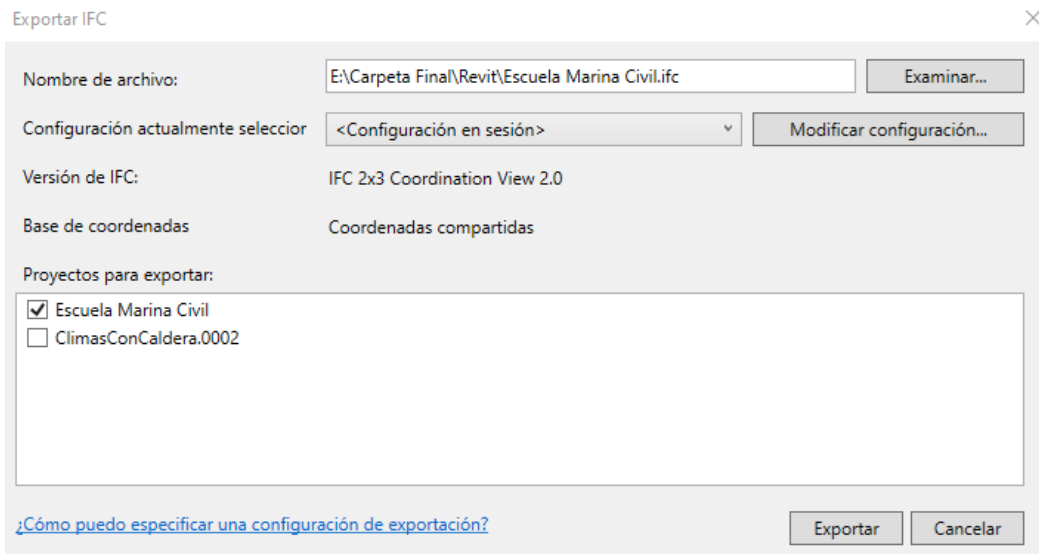 Exportar IFC
Nombre de archivo: E:\Carpeta Final\Revit\Escuela Marina Civil.ifc Examinar...
Configuración actualmente seleccior <Configuración en sesión> Modificar configuración...
Versión de IFC: IFC 2x3 Coordination View 2.0
Base de coordenadas Coordenadas compartidas
Proyectos para exportar:
Escuela Marina Civil
ClimasConCaldera.0002
¿Cómo puedo especificar una configuración de exportación? Exportar Cancelar